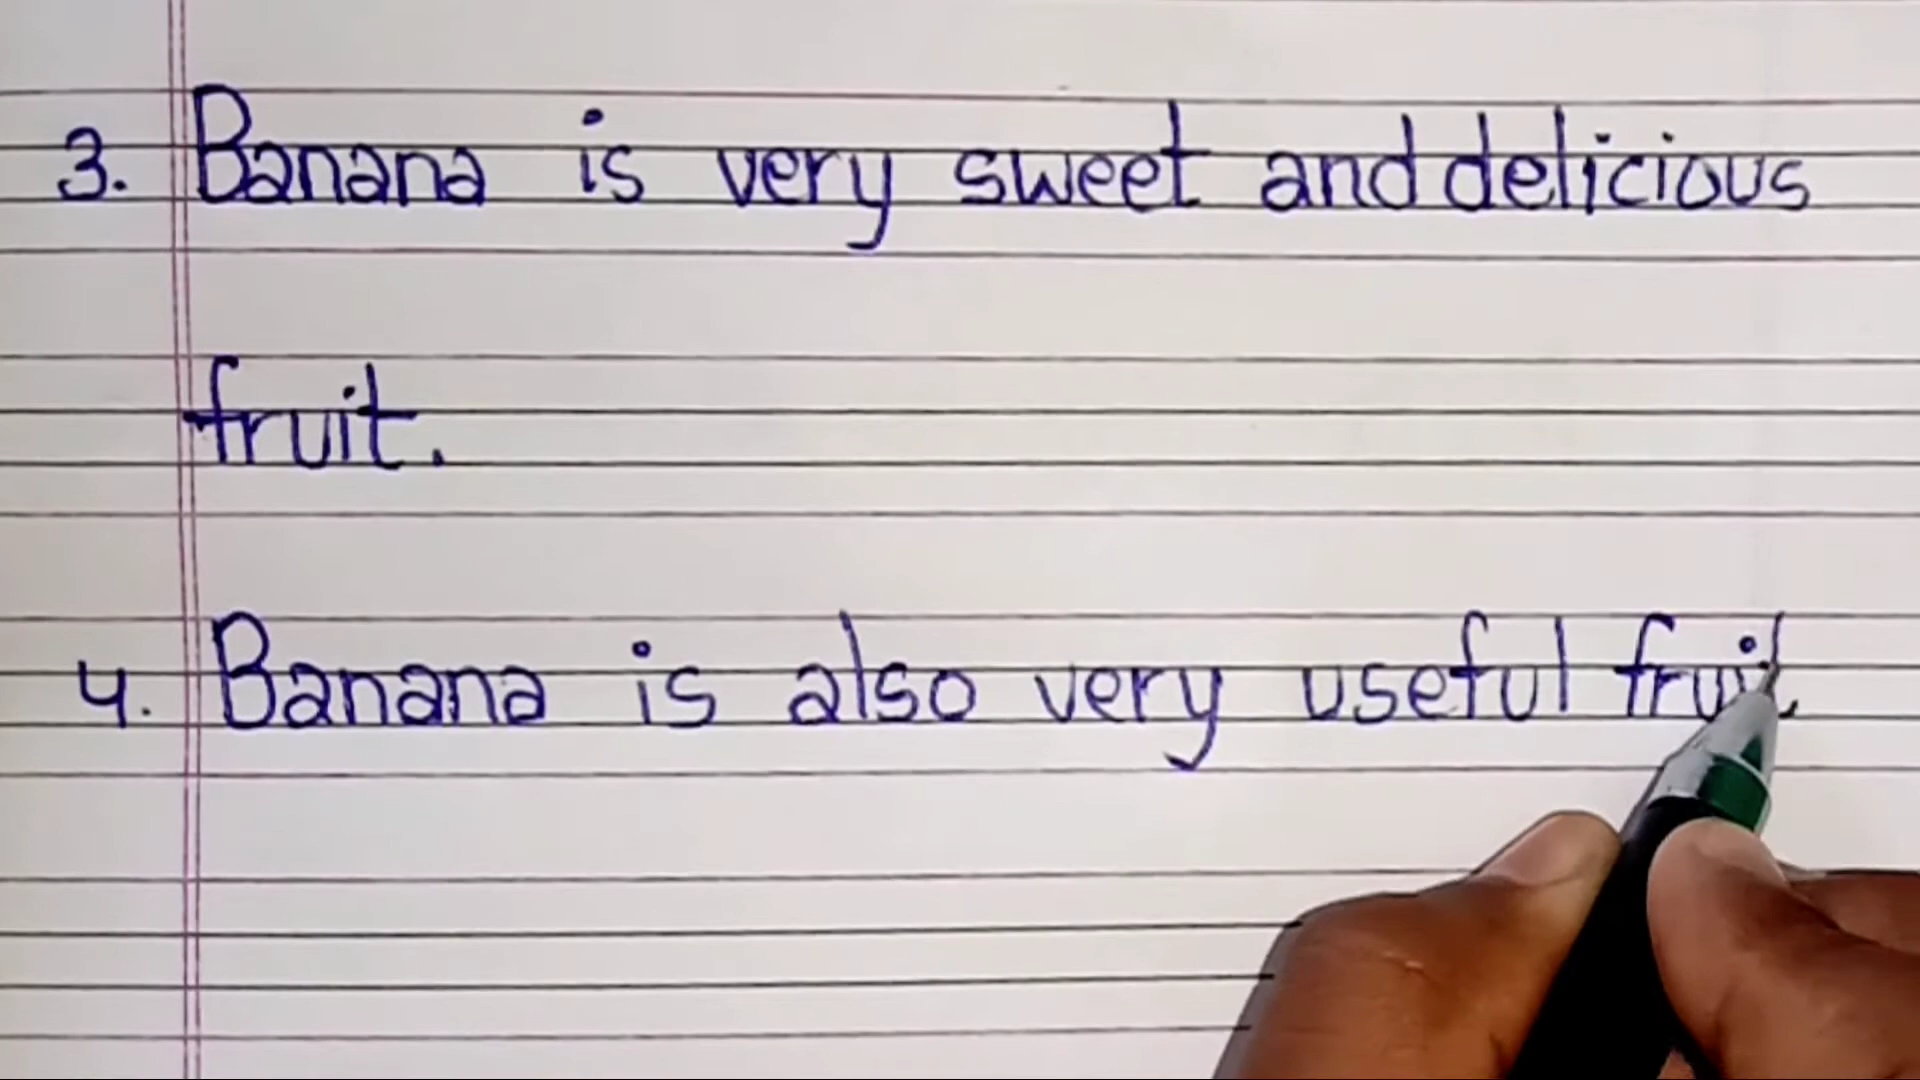 3. Banana is very sweet and delicious
fruit.
4. Banana is also very useful fruit